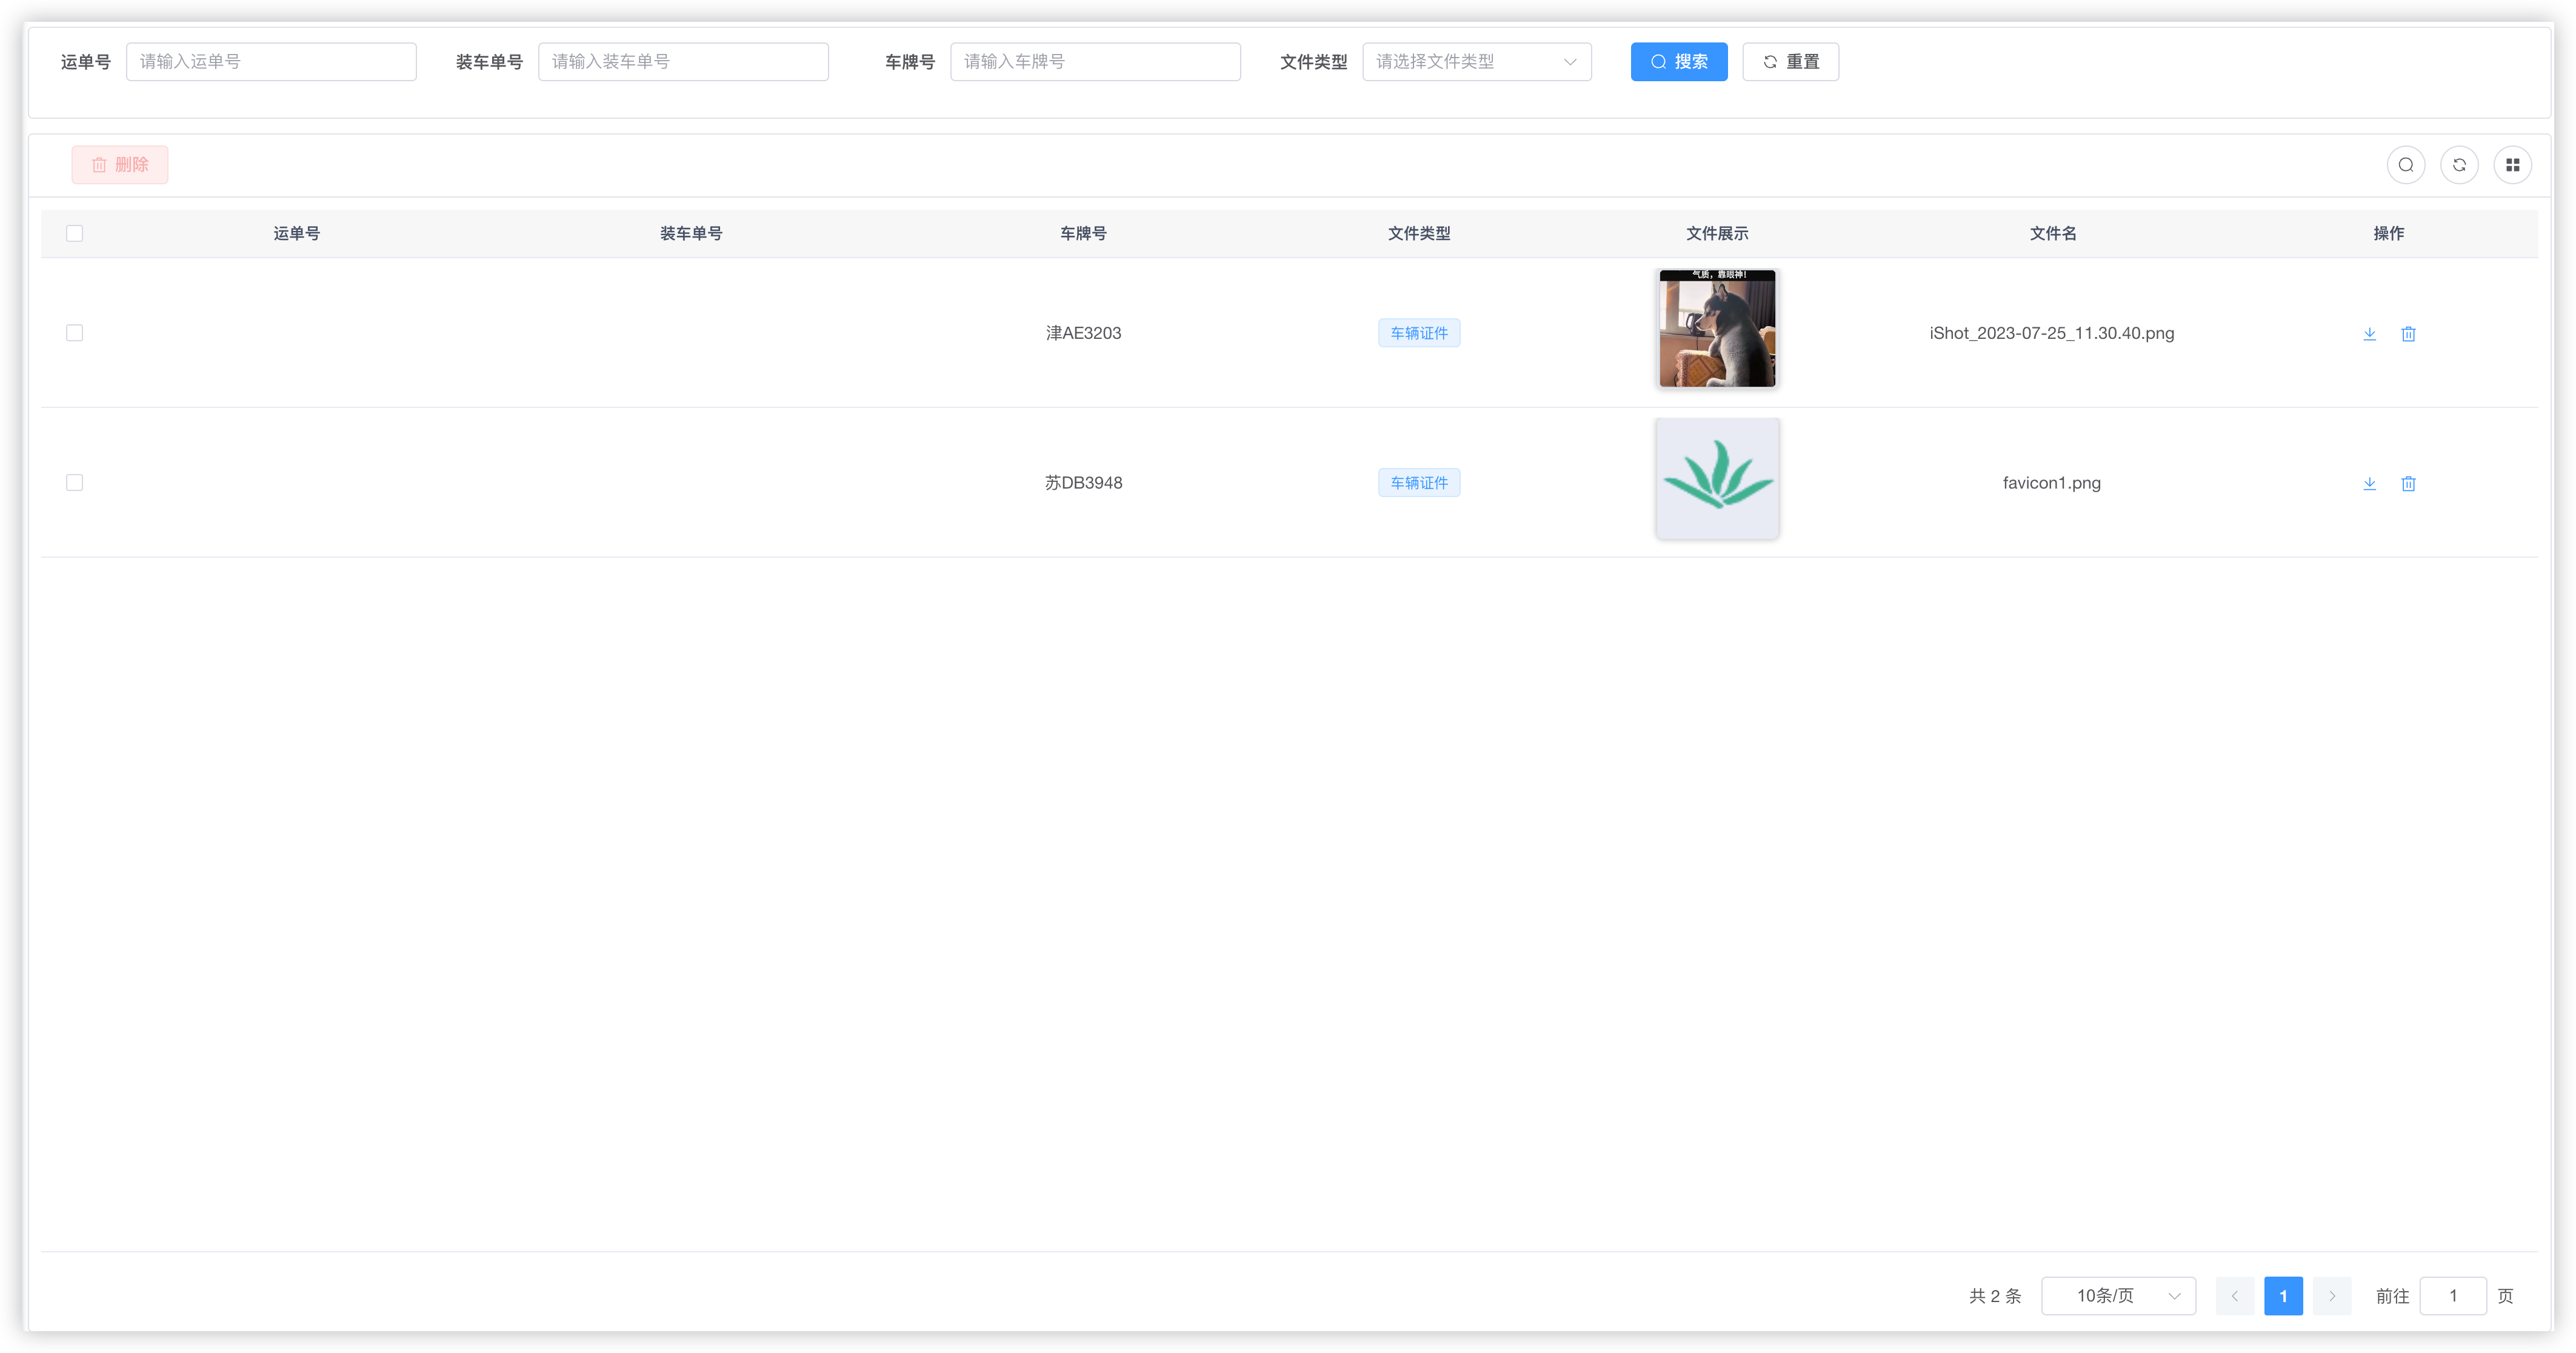 运单号 请输入运单号 装车单号 请输入装车单号 车牌号 请输入车牌号 文件类型 请选择文件类型 搜索 重置
删除
运单号 装车单号 车牌号 文件类型 文件展示 文件名 操作
气质，靠眼神！
津AE3203 车辆证件 iShot_2023-07-25_11.30.40.png
苏DB3948 车辆证件 favicon1.png
共 2 条 10条/页 1 前往 1 页